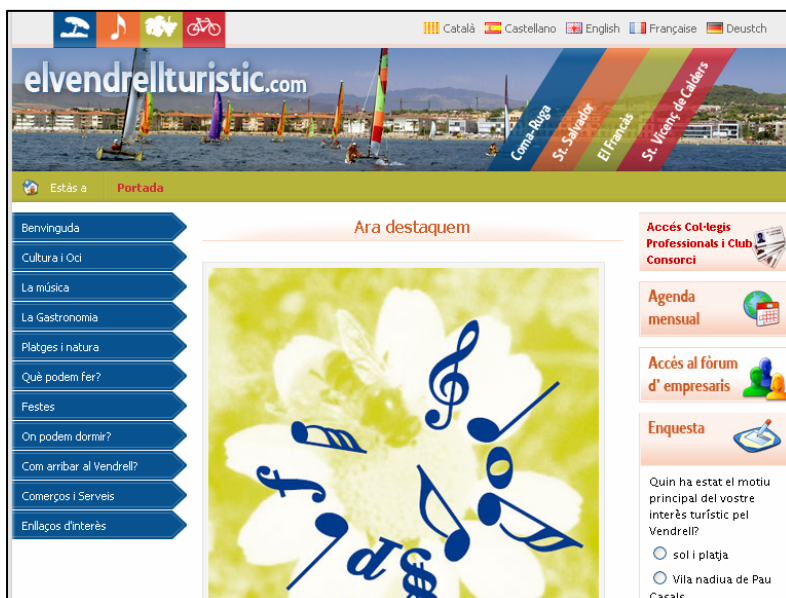 Català Castellano English Française Deustch
elvendrellturistic.com
Coma-Ruga
St. Salvador
El Francàs
St. Vicenç de Calders
Estàs a Portada
Benvinguda
Cultura i Oci
La música
La Gastronomia
Platges i natura
Què podem fer?
Festes
On podem dormir?
Com arribar al Vendrell?
Comerços i Serveis
Enllaços d'interès
Ara destaquem
Accés Col·legis
Professionals i Club
Consorci
Agenda
mensual
Accés al fòrum
d' empresaris
Enquesta
Quin ha estat el motiu
principal del vostre
interès turístic pel
Vendrell?
sol i platja
Vila nadiua de Pau
Casals